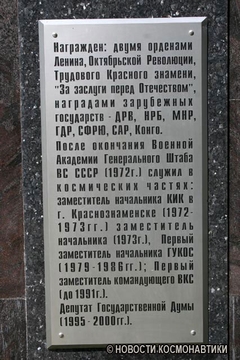 Награжден: двумя орденами
Ленина, Октябрьской Революции,
Трудового Красного знамени,
"За заслуги перед Отечеством",
наградами зарубежных
государств - ДРВ, НРБ, МНР,
ГДР, СФРЮ, САР, Конго.
После окончания Военной
Академии Генерального Штаба
ВС СССР (1972г.) служил в
космических частях:
заместитель начальника КИК в
г. Краснознаменске (1972-
1973гг.) заместитель
начальника (1973г.), Первый
заместитель начальника ГУКОС
(1979-1986гг.); Первый
заместитель командующего ВКС
(до 1991г.).
Депутат Государственной Думы
(1995-2000гг.).
© НОВОСТИ КОСМОНАВТИКИ